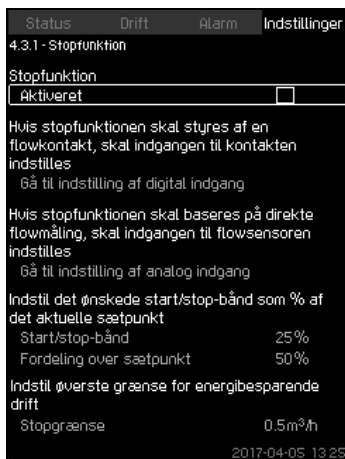 Status Drift Alarm Indstillinger
4.3.1 - Stopfunktion
Stopfunktion
Aktiveret
Hvis stopfunktionen skal styres af en
flowkontakt, skal indgangen til kontakten
indstilles
Gå til indstilling af digital indgang
Hvis stopfunktionen skal baseres på direkte
flowmåling, skal indgangen til flowsensoren
indstilles
Gå til indstilling af analog indgang
Indstil det ønskede start/stop-bånd som % af
det aktuelle sætpunkt
Start/stop-bånd 25%
Fordeling over sætpunkt 50%
Indstil øverste grænse for energibesparende
drift
Stopgrænse 0.5m³/h
2017-04-05 13:25